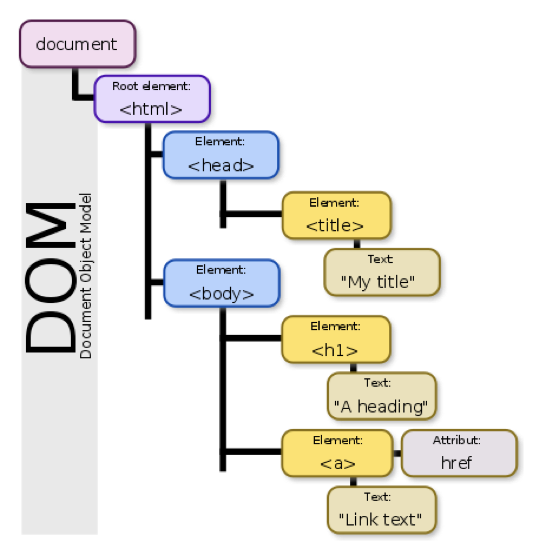 document
Root element:
<html>
Element:
<head>
Element:
<title>
Text:
"My title"
Element:
<body>
Element:
<h1>
Text:
"A heading"
Element:
<a>
Attribut:
href
Text:
"Link text"
DOM
Document Object Model